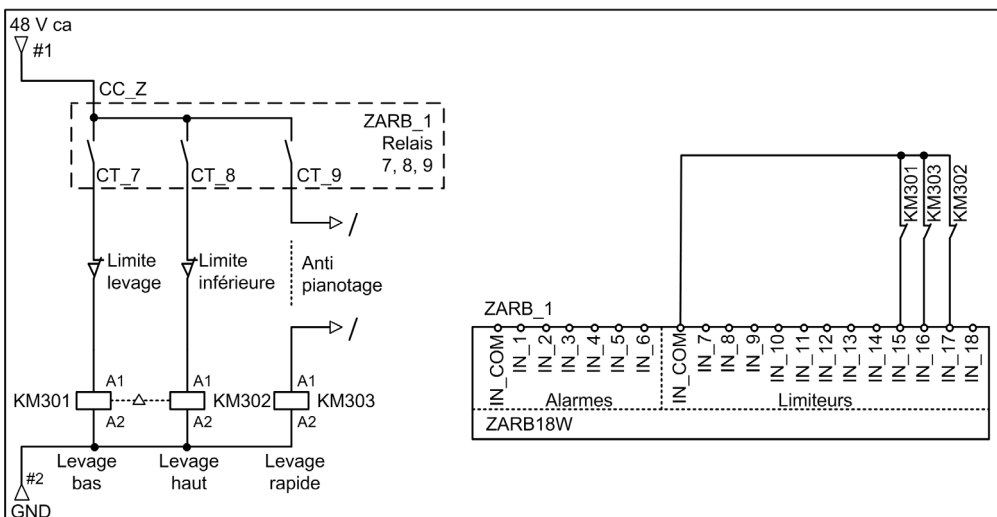 48 V ca
#1
CC_Z
ZARB_1
Relais
7, 8, 9
CT_7
CT_8
CT_9
Limite
levage
Limite
inférieure
Anti
pianotage
A1
A1
A1
KM301
KM302
KM303
A2
A2
A2
#2
Levage
bas
Levage
haut
Levage
rapide
GND
KM301
KM303
KM302
ZARB_1
IN_COM
IN_1
IN_2
IN_3
IN_4
IN_5
IN_6
IN_COM
IN_7
IN_8
IN_9
IN_10
IN_11
IN_12
IN_13
IN_14
IN_15
IN_16
IN_17
IN_18
Alarmes
Limiteurs
ZARB18W